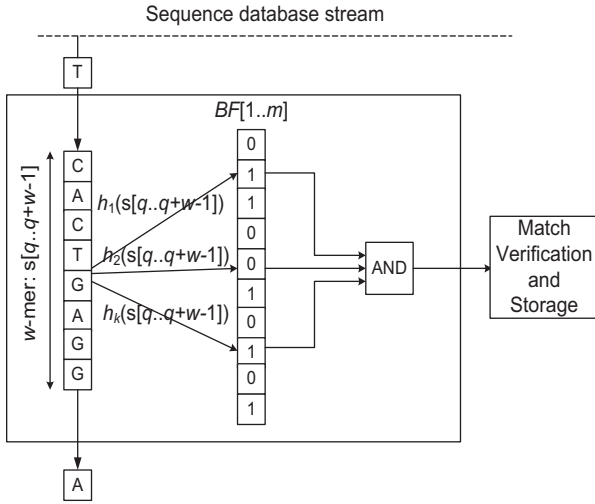 Sequence database stream
T
BF[1..m]
w-mer: s[q..q+w-1]
C
A
C
T
G
A
G
G
h1(s[q..q+w-1])
h2(s[q..q+w-1])
hk(s[q..q+w-1])
0
1
1
0
0
1
0
1
0
1
AND
Match
Verification
and
Storage
A